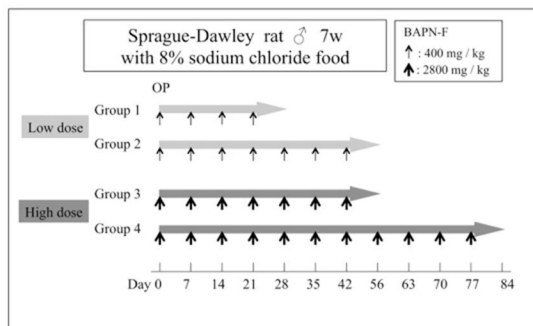 Sprague-Dawley rat ♂ 7w
with 8% sodium chloride food
BAPN-F
: 400 mg / kg
: 2800 mg / kg
OP
Group 1
Low dose
Group 2
Group 3
High dose
Group 4
Day 0 7 14 21 28 35 42 56 63 70 77 84